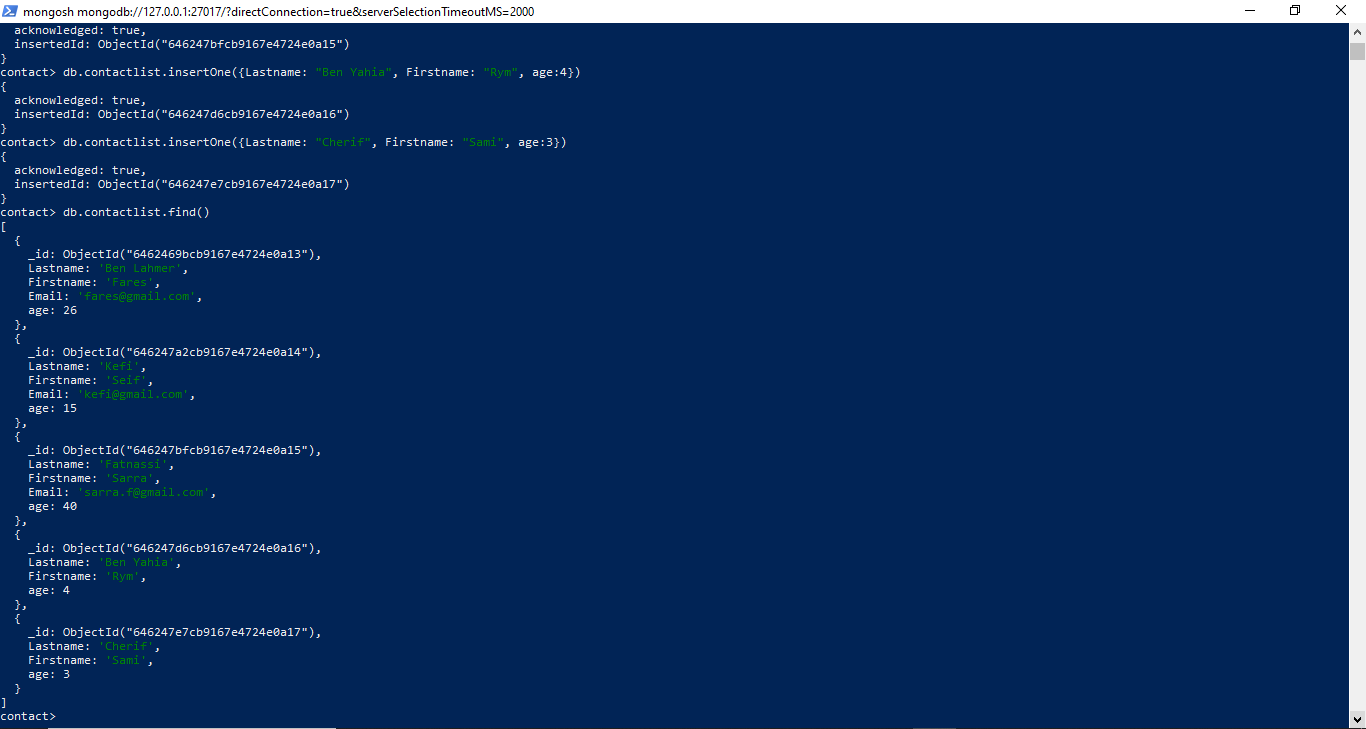 mongosh mongodb://127.0.0.1:27017/?directConnection=true&serverSelectionTimeoutMS=2000
  acknowledged: true,
  insertedId: ObjectId("646247bfcb9167e4724e0a15")
}
contact> db.contactlist.insertOne({Lastname: "Ben Yahia", Firstname: "Rym", age:4})
{
  acknowledged: true,
  insertedId: ObjectId("646247d6cb9167e4724e0a16")
}
contact> db.contactlist.insertOne({Lastname: "Cherif", Firstname: "Sami", age:3})
{
  acknowledged: true,
  insertedId: ObjectId("646247e7cb9167e4724e0a17")
}
contact> db.contactlist.find()
[
  {
    _id: ObjectId("6462469bcb9167e4724e0a13"),
    Lastname: 'Ben Lahmer',
    Firstname: 'Fares',
    Email: 'fares@gmail.com',
    age: 26
  },
  {
    _id: ObjectId("646247a2cb9167e4724e0a14"),
    Lastname: 'Kefi',
    Firstname: 'Seif',
    Email: 'kefi@gmail.com',
    age: 15
  },
  {
    _id: ObjectId("646247bfcb9167e4724e0a15"),
    Lastname: 'Fatnassi',
    Firstname: 'Sarra',
    Email: 'sarra.f@gmail.com',
    age: 40
  },
  {
    _id: ObjectId("646247d6cb9167e4724e0a16"),
    Lastname: 'Ben Yahia',
    Firstname: 'Rym',
    age: 4
  },
  {
    _id: ObjectId("646247e7cb9167e4724e0a17"),
    Lastname: 'Cherif',
    Firstname: 'Sami',
    age: 3
  }
]
contact>